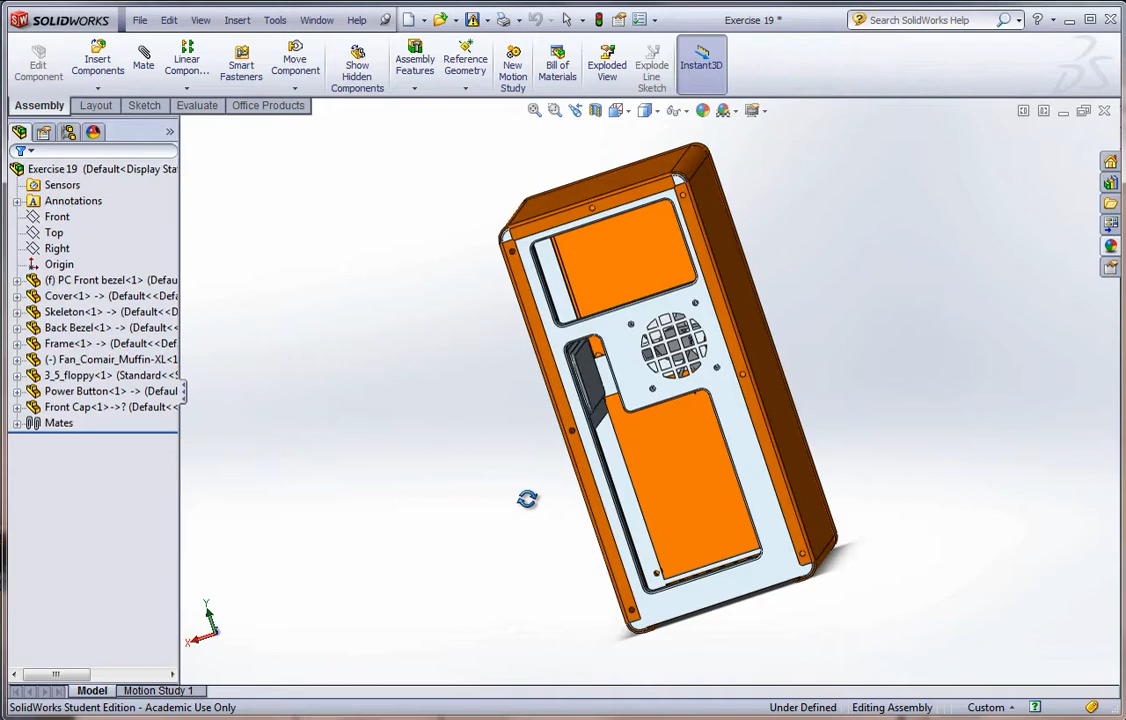 SW SOLIDWORKS File Edit View Insert Tools Window Help Exercise 19 * Search SolidWorks Help
Edit Component
Insert Components
Mate
Linear Compon...
Smart Fasteners
Move Component
Show Hidden Components
Assembly Features
Reference Geometry
New Motion Study
Bill of Materials
Exploded View
Explode Line Sketch
Instant3D
Assembly Layout Sketch Evaluate Office Products
Exercise 19 (Default<Display Sta
Sensors
Annotations
Front
Top
Right
Origin
(f) PC Front bezel<1> (Defau
Cover<1> -> (Default<<Defa
Skeleton<1> -> (Default<<D
Back Bezel<1> -> (Default<
Frame<1> -> (Default<<Def
(-) Fan_Comair_Muffin-XL<1
3_5_floppy<1> (Standard<<S
Power Button<1> -> (Defaul
Front Cap<1>->? (Default<<
Mates
Y
X
Model Motion Study 1
SolidWorks Student Edition - Academic Use Only Under Defined Editing Assembly Custom